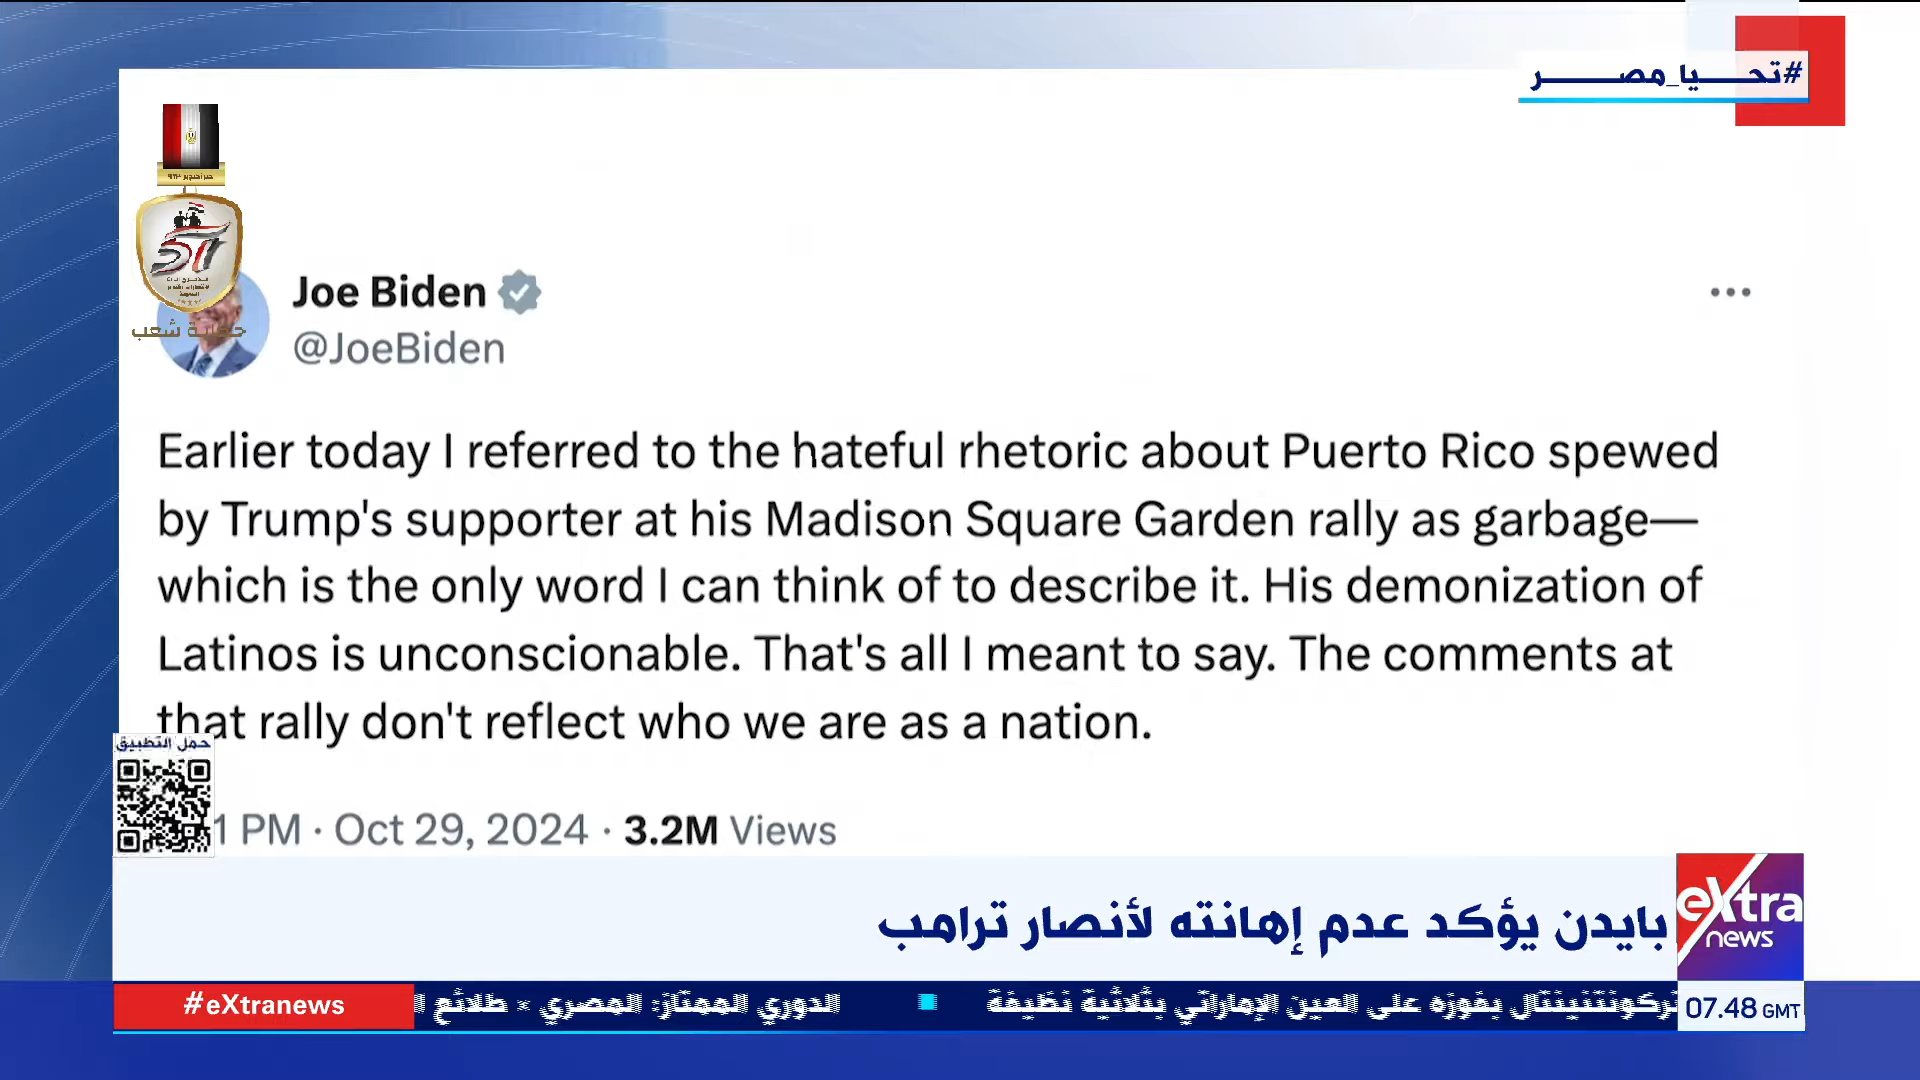 #تحـــيا_مصـــــر
حكاية شعب
Joe Biden
@JoeBiden
Earlier today I referred to the hateful rhetoric about Puerto Rico spewed
by Trump's supporter at his Madison Square Garden rally as garbage—
which is the only word I can think of to describe it. His demonization of
Latinos is unconscionable. That's all I meant to say. The comments at
that rally don't reflect who we are as a nation.
حمل التطبيق
1 PM · Oct 29, 2024 · 3.2M Views
بايدن يؤكد عدم إهانته لأنصار ترامب
eXtra
news
#eXtranews
تركونتنينتال بفوزه على العين الإماراتي بثلاثية نظيفة
الدوري الممتاز: المصري × طلائع ا
07.48 GMT